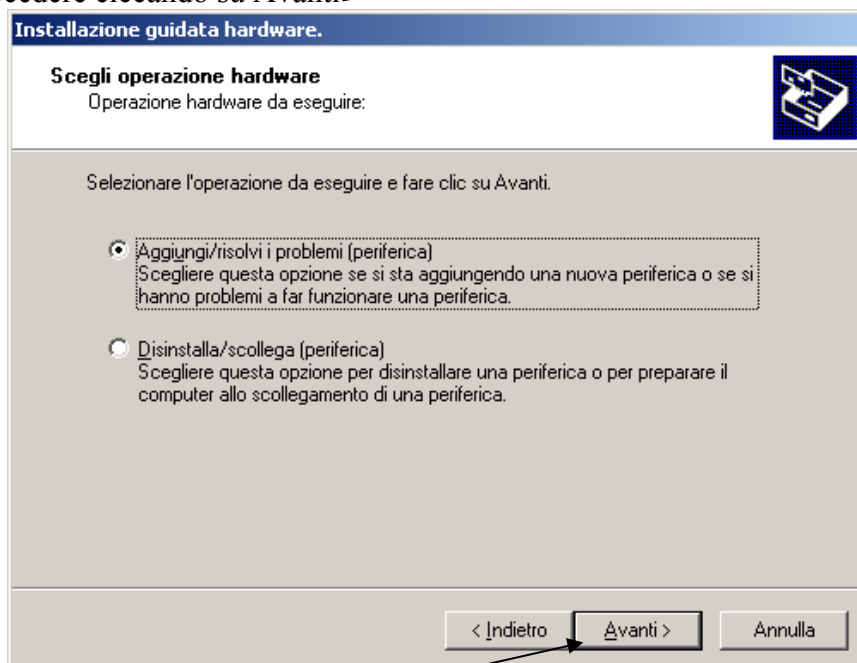 cliccando su Avanti>
Installazione guidata hardware.
Scegli operazione hardware
Operazione hardware da eseguire:
Selezionare l'operazione da eseguire e fare clic su Avanti.
Aggiungi/risolvi i problemi (periferica)
Scegliere questa opzione se si sta aggiungendo una nuova periferica o se si
hanno problemi a far funzionare una periferica.
Disinstalla/scollega (periferica)
Scegliere questa opzione per disinstallare una periferica o per preparare il
computer allo scollegamento di una periferica.
< Indietro
Avanti >
Annulla